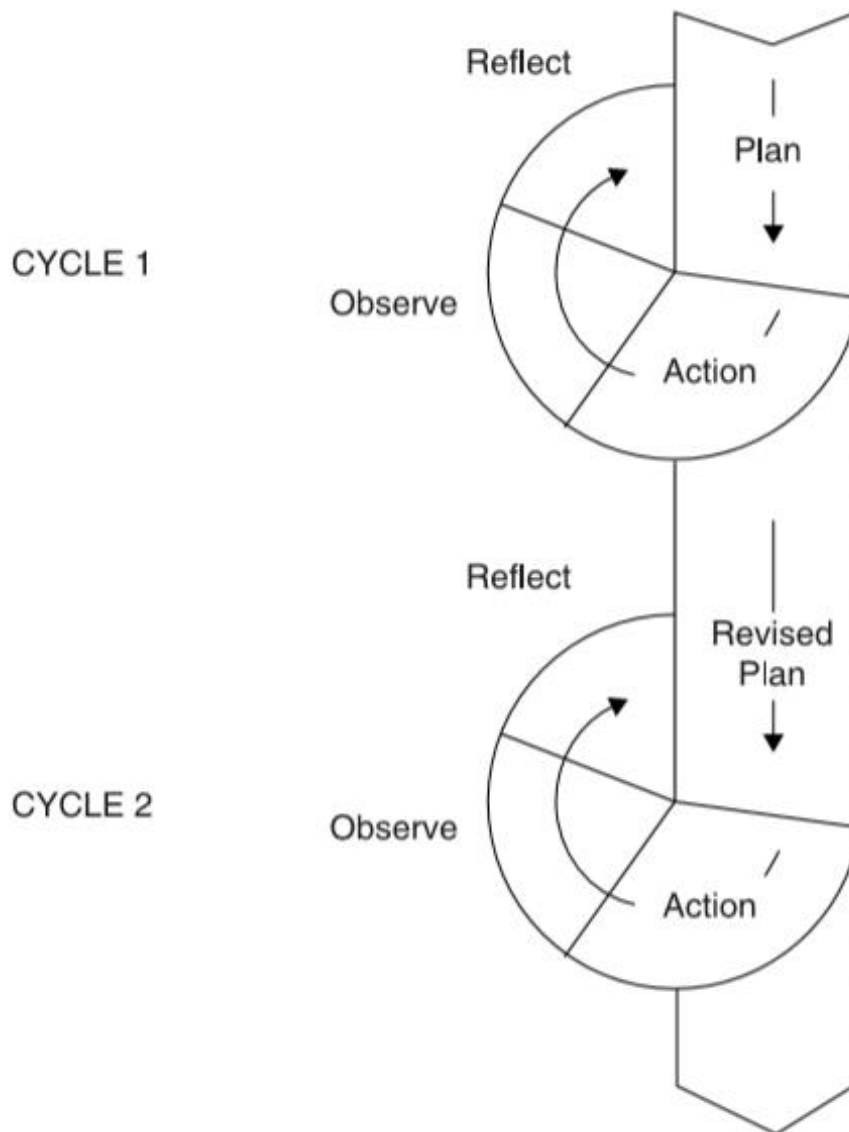 Reflect
Plan
CYCLE 1
Observe
Action
Reflect
Revised
Plan
CYCLE 2
Observe
Action